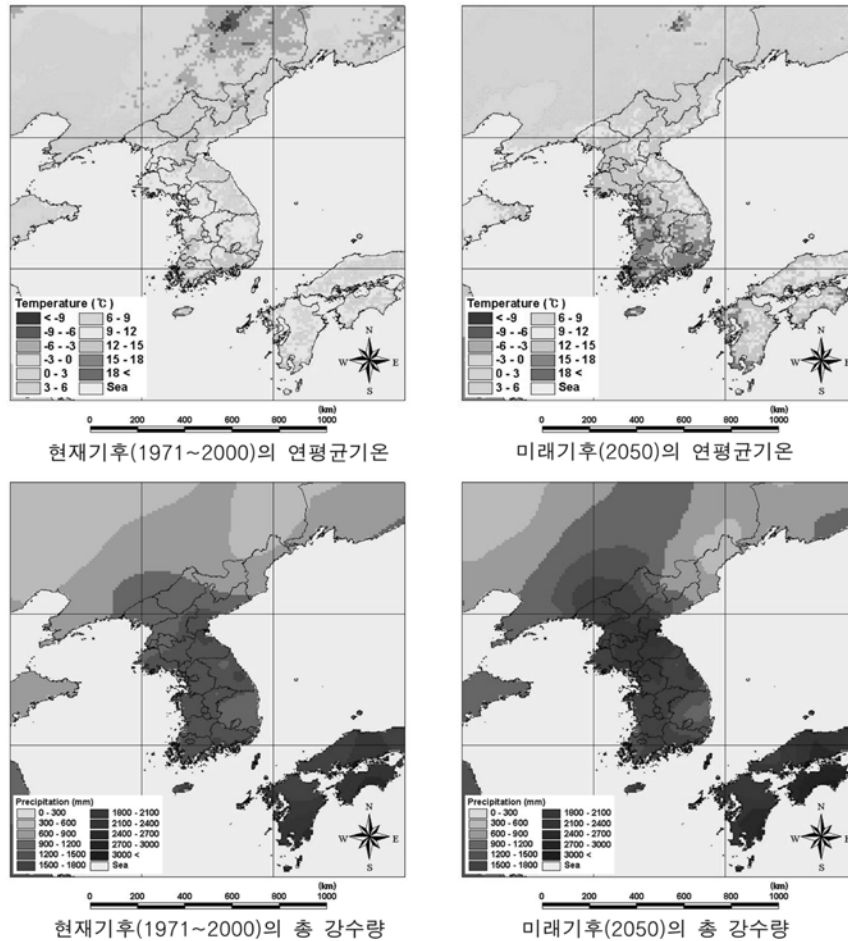 Temperature (℃)
< -9
-9 - -6
-6 - -3
-3 - 0
0 - 3
3 - 6
6 - 9
9 - 12
12 - 15
15 - 18
18 <
Sea
N
W E
S
(km)
0 200 400 600 800 1000
현재기후(1971~2000)의 연평균기온
Temperature (℃)
< -9
-9 - -6
-6 - -3
-3 - 0
0 - 3
3 - 6
6 - 9
9 - 12
12 - 15
15 - 18
18 <
Sea
N
W E
S
(km)
0 200 400 600 800 1000
미래기후(2050)의 연평균기온
Precipitation (mm)
0 - 300
300 - 600
600 - 900
900 - 1200
1200 - 1500
1500 - 1800
1800 - 2100
2100 - 2400
2400 - 2700
2700 - 3000
3000 <
Sea
N
W E
S
(km)
0 200 400 600 800 1000
현재기후(1971~2000)의 총 강수량
Precipitation (mm)
0 - 300
300 - 600
600 - 900
900 - 1200
1200 - 1500
1500 - 1800
1800 - 2100
2100 - 2400
2400 - 2700
2700 - 3000
3000 <
Sea
N
W E
S
(km)
0 200 400 600 800 1000
미래기후(2050)의 총 강수량